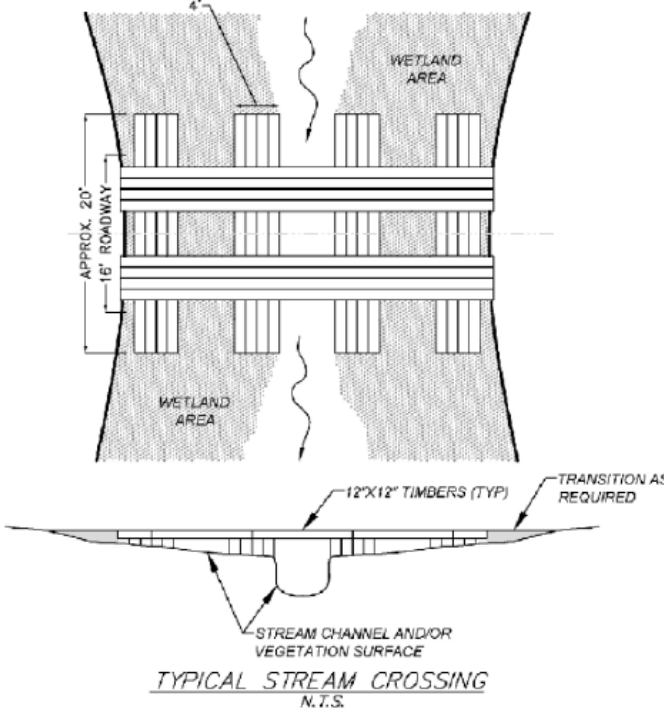 4'
WETLAND
AREA
APPROX. 20'
16' ROADWAY
WETLAND
AREA
12"X12" TIMBERS (TYP)
TRANSITION AS
REQUIRED
STREAM CHANNEL AND/OR
VEGETATION SURFACE
TYPICAL STREAM CROSSING
N.T.S.